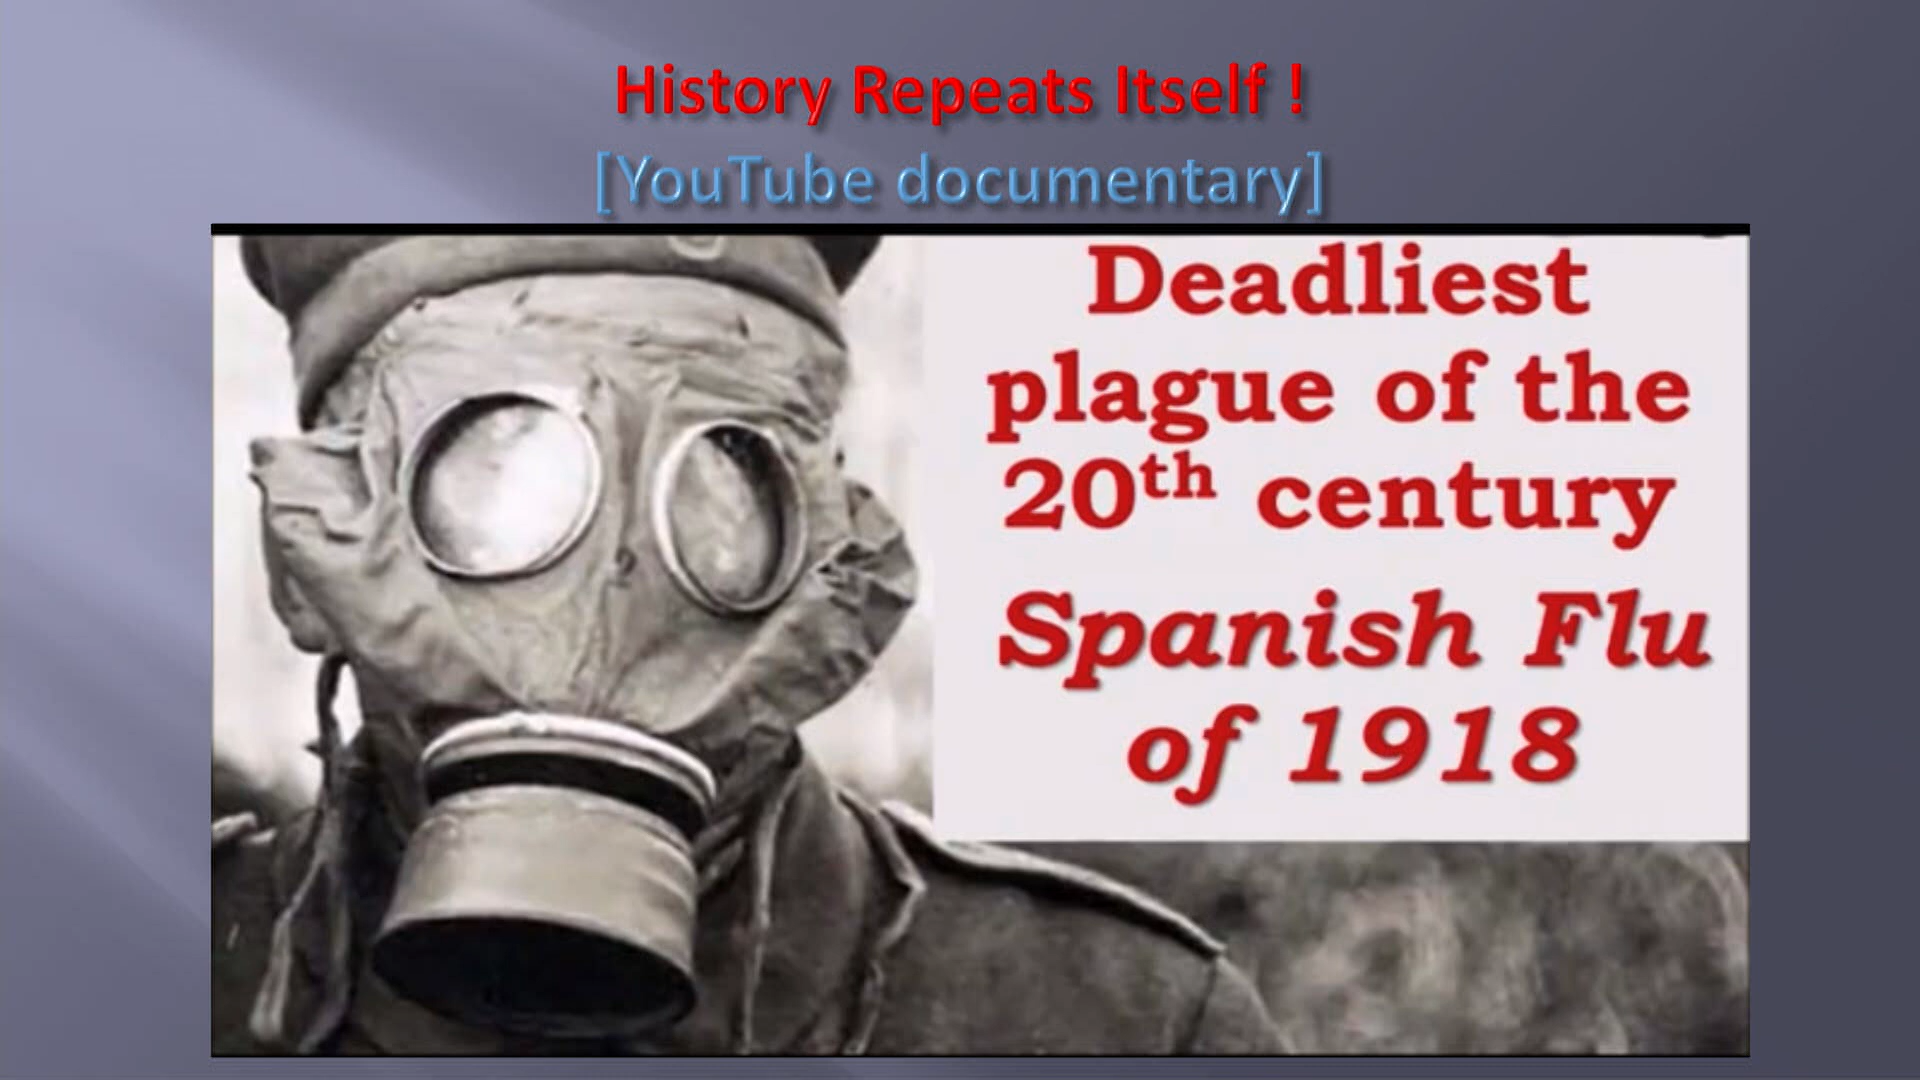 History Repeats Itself !
[YouTube documentary]
Deadliest
plague of the
20th century
Spanish Flu
of 1918